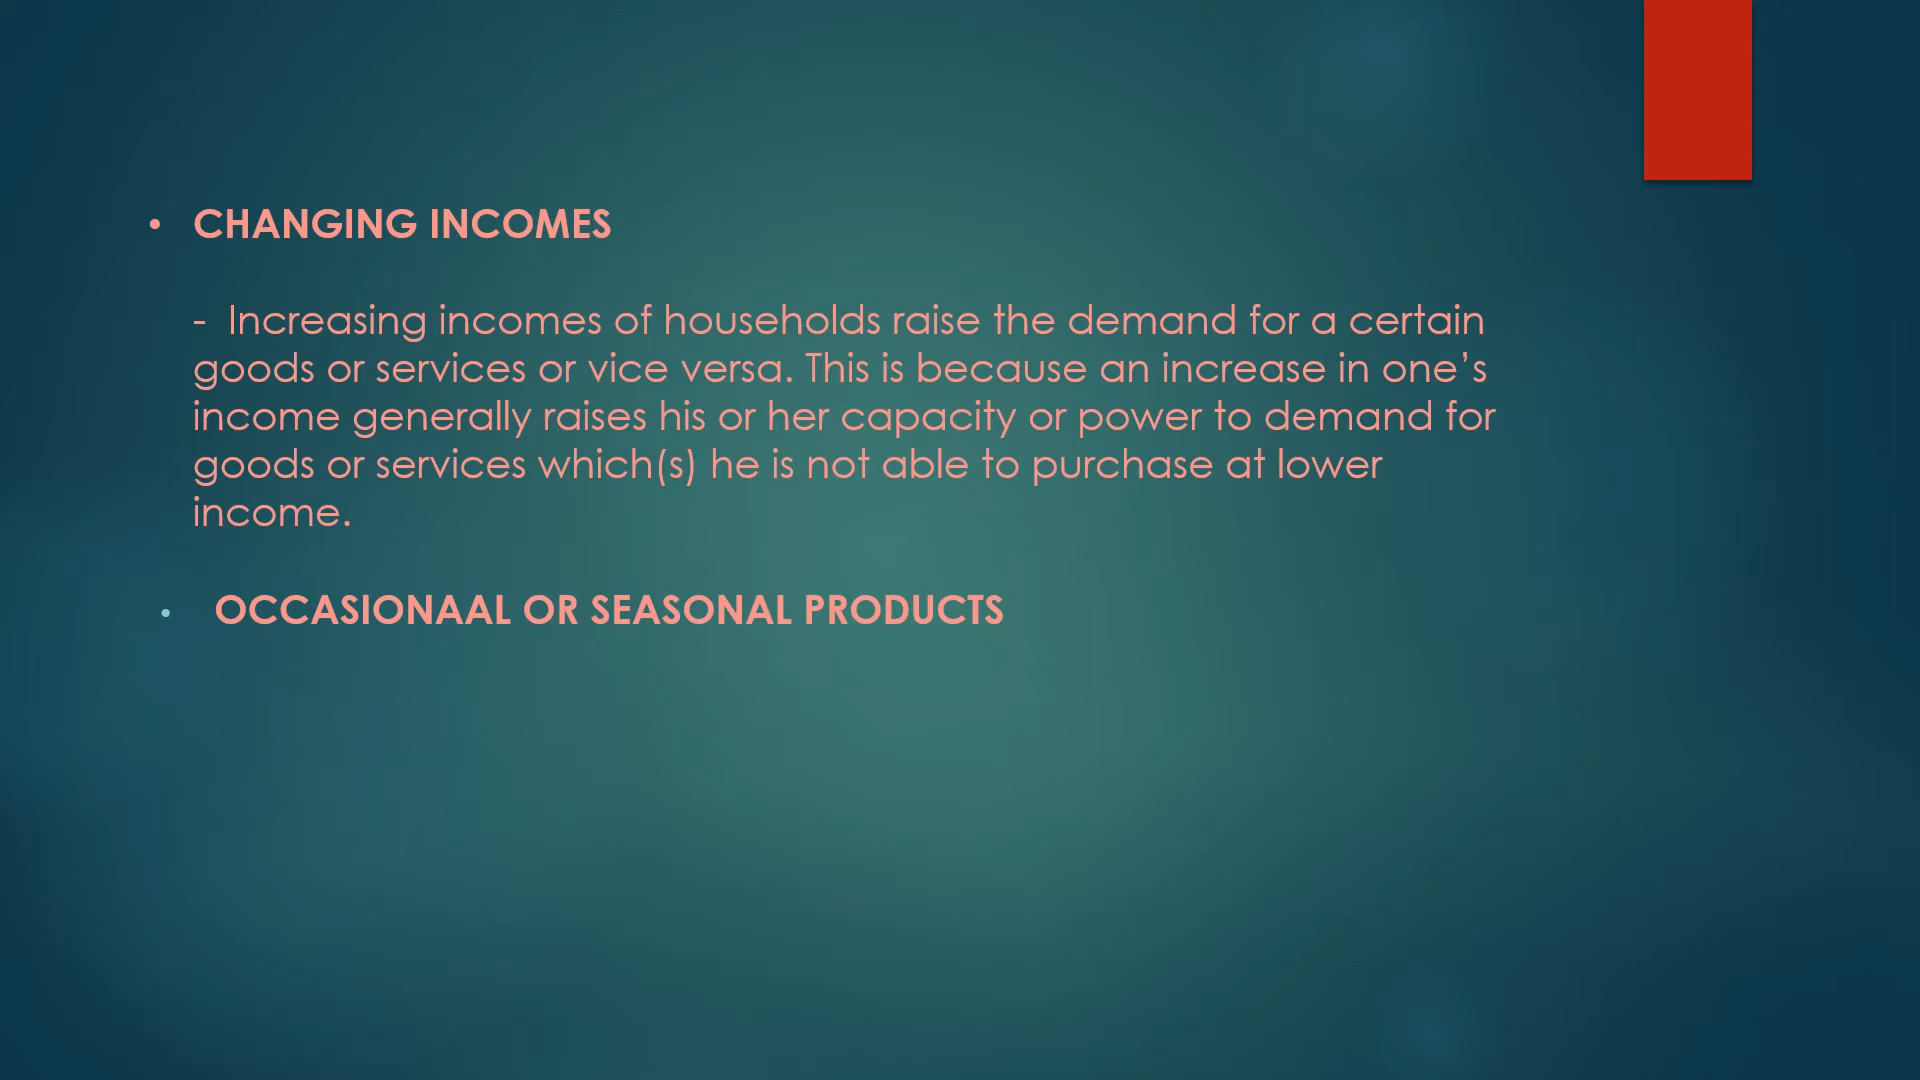 • CHANGING INCOMES
- Increasing incomes of households raise the demand for a certain
goods or services or vice versa. This is because an increase in one’s
income generally raises his or her capacity or power to demand for
goods or services which(s) he is not able to purchase at lower
income.
• OCCASIONAAL OR SEASONAL PRODUCTS